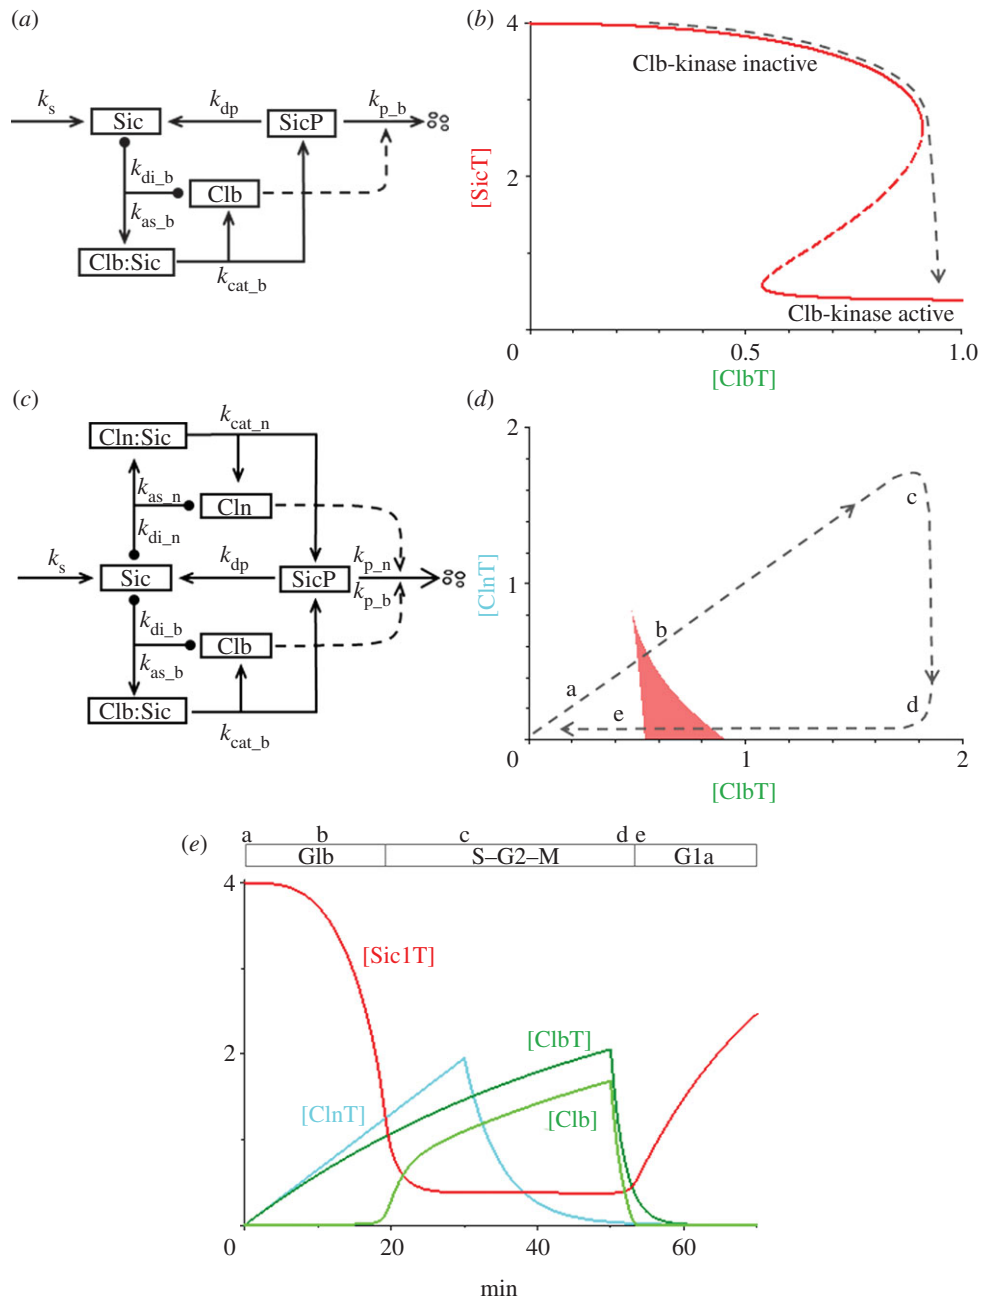 (a)
k_s
Sic
k_dp
SicP
k_p_b
k_di_b
Clb
k_as_b
Clb:Sic
k_cat_b
(b)
4
Clb-kinase inactive
[SicT]
2
Clb-kinase active
0
0.5
1.0
[ClbT]
(c)
k_cat_n
Cln:Sic
k_as_n
Cln
k_di_n
k_s
Sic
k_dp
SicP
k_p_n
k_p_b
k_di_b
Clb
k_as_b
Clb:Sic
k_cat_b
(d)
2
c
[ClnT]
1
b
a
e
d
0
1
2
[ClbT]
(e)
a b c d e
Glb S–G2–M G1a
4
[Sic1T]
2
[ClbT]
[ClnT]
[Clb]
0
20
40
60
min